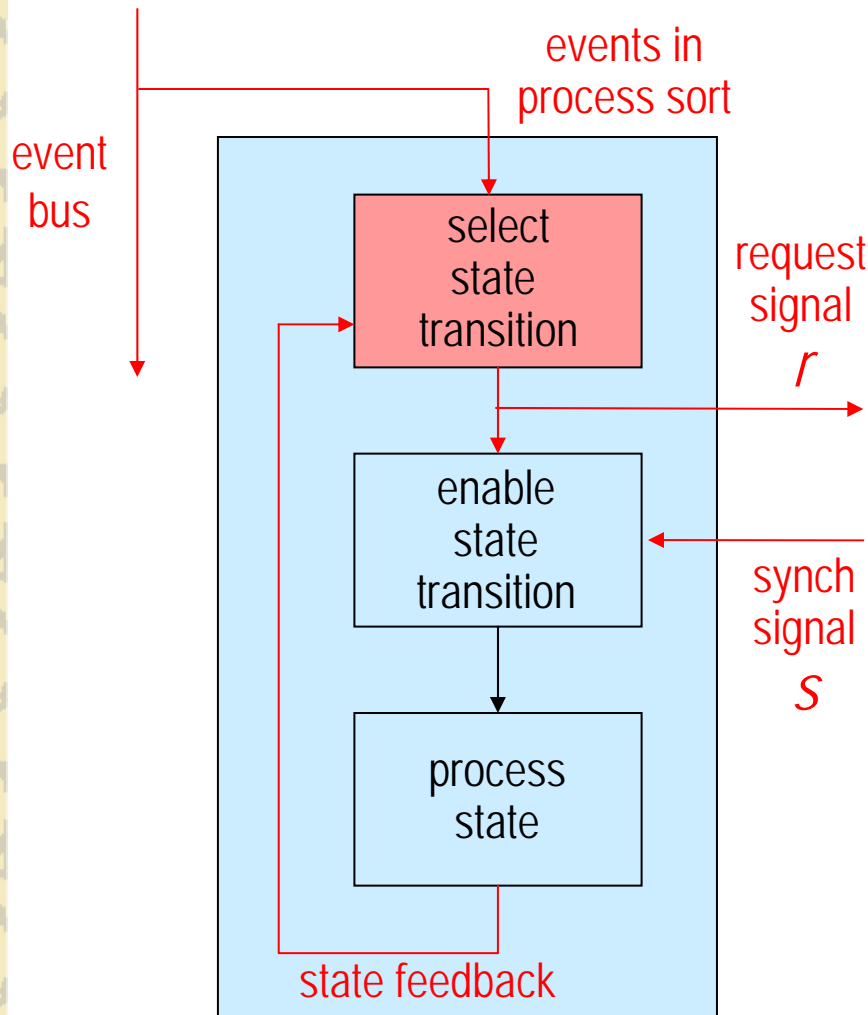 events in
process sort
event
bus
select
state
transition
request
signal
r
enable
state
transition
synch
signal
s
process
state
state feedback